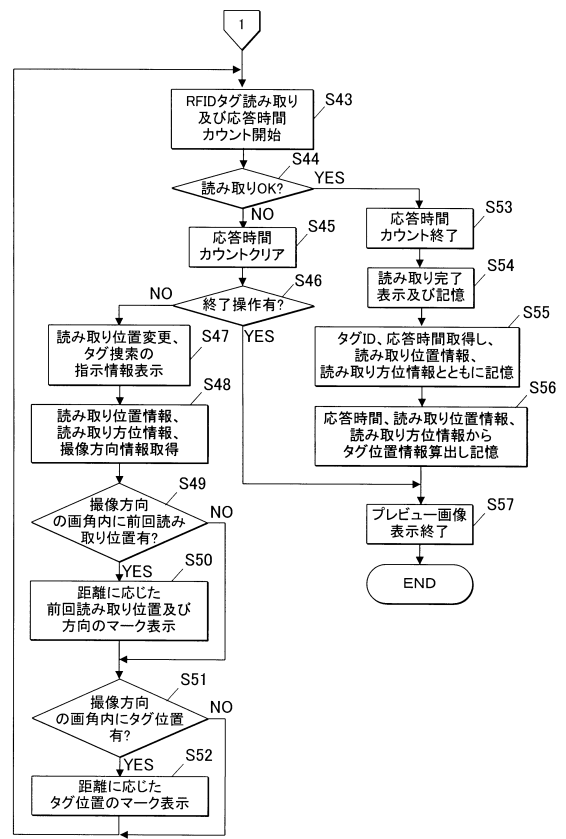 1
S43
RFIDタグ読み取り
及び応答時間
カウント開始
S44
読み取りOK?
YES
NO
S45
応答時間
カウントクリア
S46
終了操作有?
NO
YES
S47
読み取り位置変更、
タグ捜索の
指示情報表示
S48
読み取り位置情報、
読み取り方位情報、
撮像方向情報取得
S49
撮像方向
の画角内に前回読み
取り位置有?
NO
YES
S50
距離に応じた
前回読み取り位置及び
方向のマーク表示
S51
撮像方向
の画角内にタグ位置
有?
NO
YES
S52
距離に応じた
タグ位置のマーク表示
S53
応答時間
カウント終了
S54
読み取り完了
表示及び記憶
S55
タグID、応答時間取得し、
読み取り位置情報、
読み取り方位情報とともに記憶
S56
応答時間、読み取り位置情報、
読み取り方位情報から
タグ位置情報算出し記憶
S57
プレビュー画像
表示終了
END